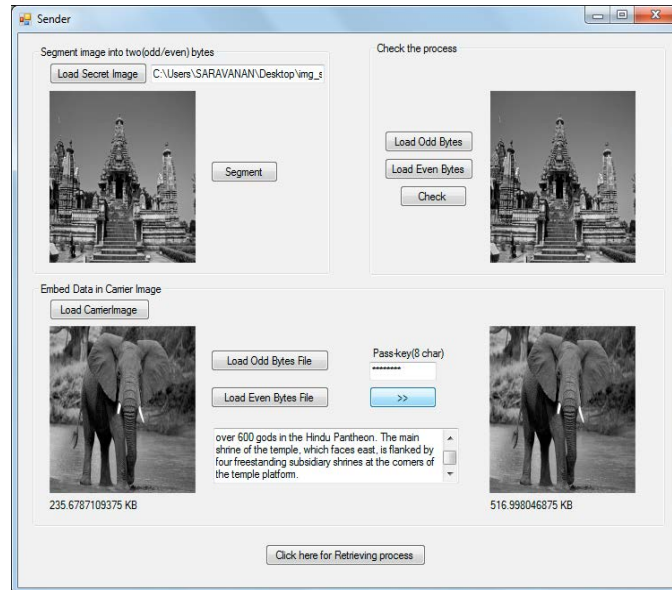 Sender
Segment image into two(odd/even) bytes
Load Secret Image
C:\Users\SARAVANAN\Desktop\img_s
Segment
Check the process
Load Odd Bytes
Load Even Bytes
Check
Embed Data in Carrier Image
Load CarrierImage
Load Odd Bytes File
Load Even Bytes File
Pass-key(8 char)
********
>>
over 600 gods in the Hindu Pantheon. The main
shrine of the temple, which faces east, is flanked by
four freestanding subsidiary shrines at the corners of
the temple platform.
235.6787109375 KB
516.998046875 KB
Click here for Retrieving process